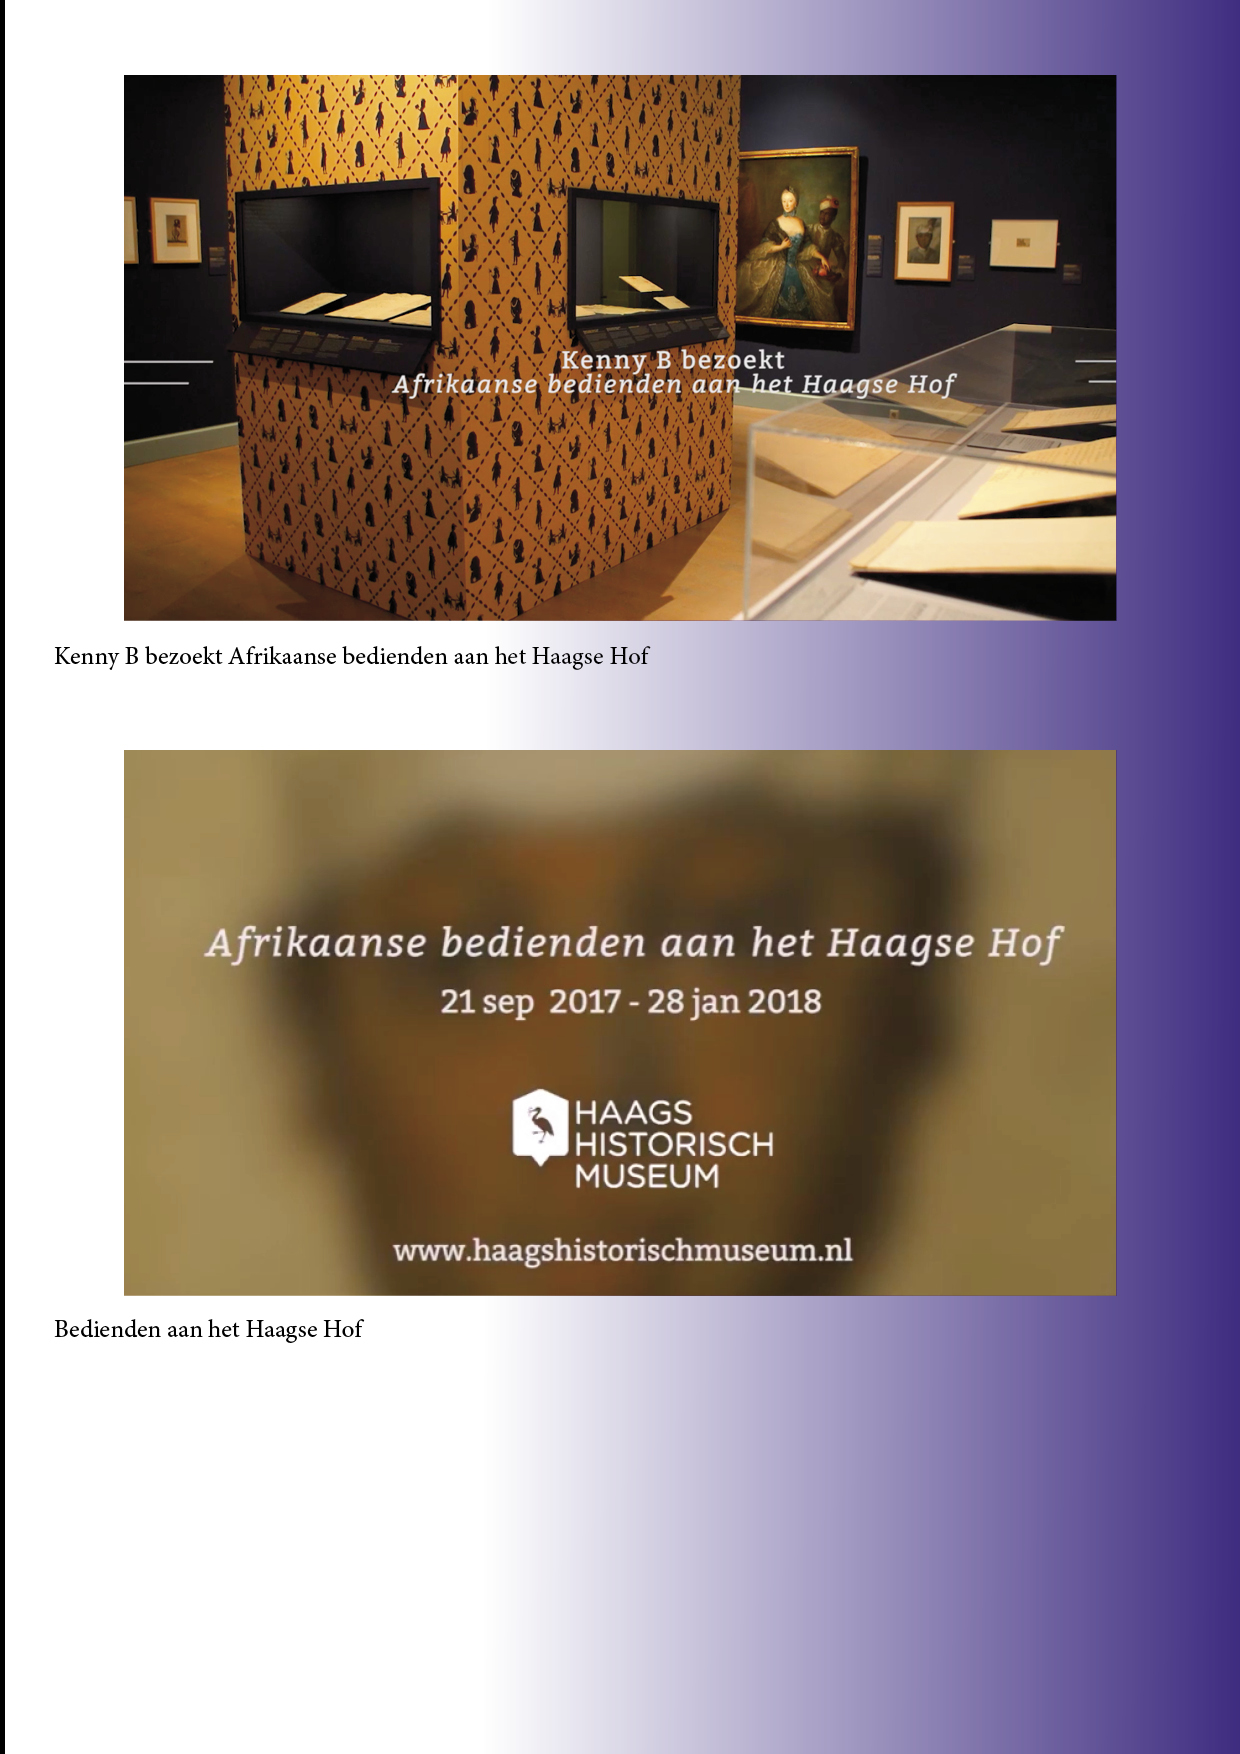 Kenny B bezoekt
Afrikaanse bedienden aan het Haagse Hof
Kenny B bezoekt Afrikaanse bedienden aan het Haagse Hof
Afrikaanse bedienden aan het Haagse Hof
21 sep 2017 - 28 jan 2018
HAAGS
HISTORISCH
MUSEUM
www.haagshistorischmuseum.nl
Bedienden aan het Haagse Hof